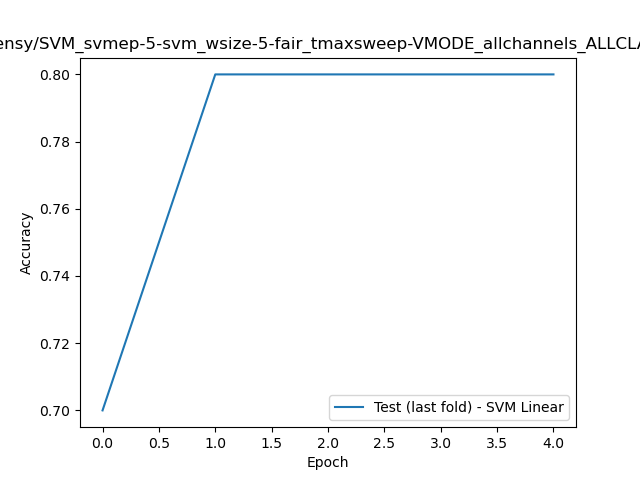 ensy/SVM_svmep-5-svm_wsize-5-fair_tmaxsweep-VMODE_allchannels_ALLCLA
0.80
0.78
0.76
0.74
0.72
0.70
Accuracy
Test (last fold) - SVM Linear
0.0 0.5 1.0 1.5 2.0 2.5 3.0 3.5 4.0
Epoch